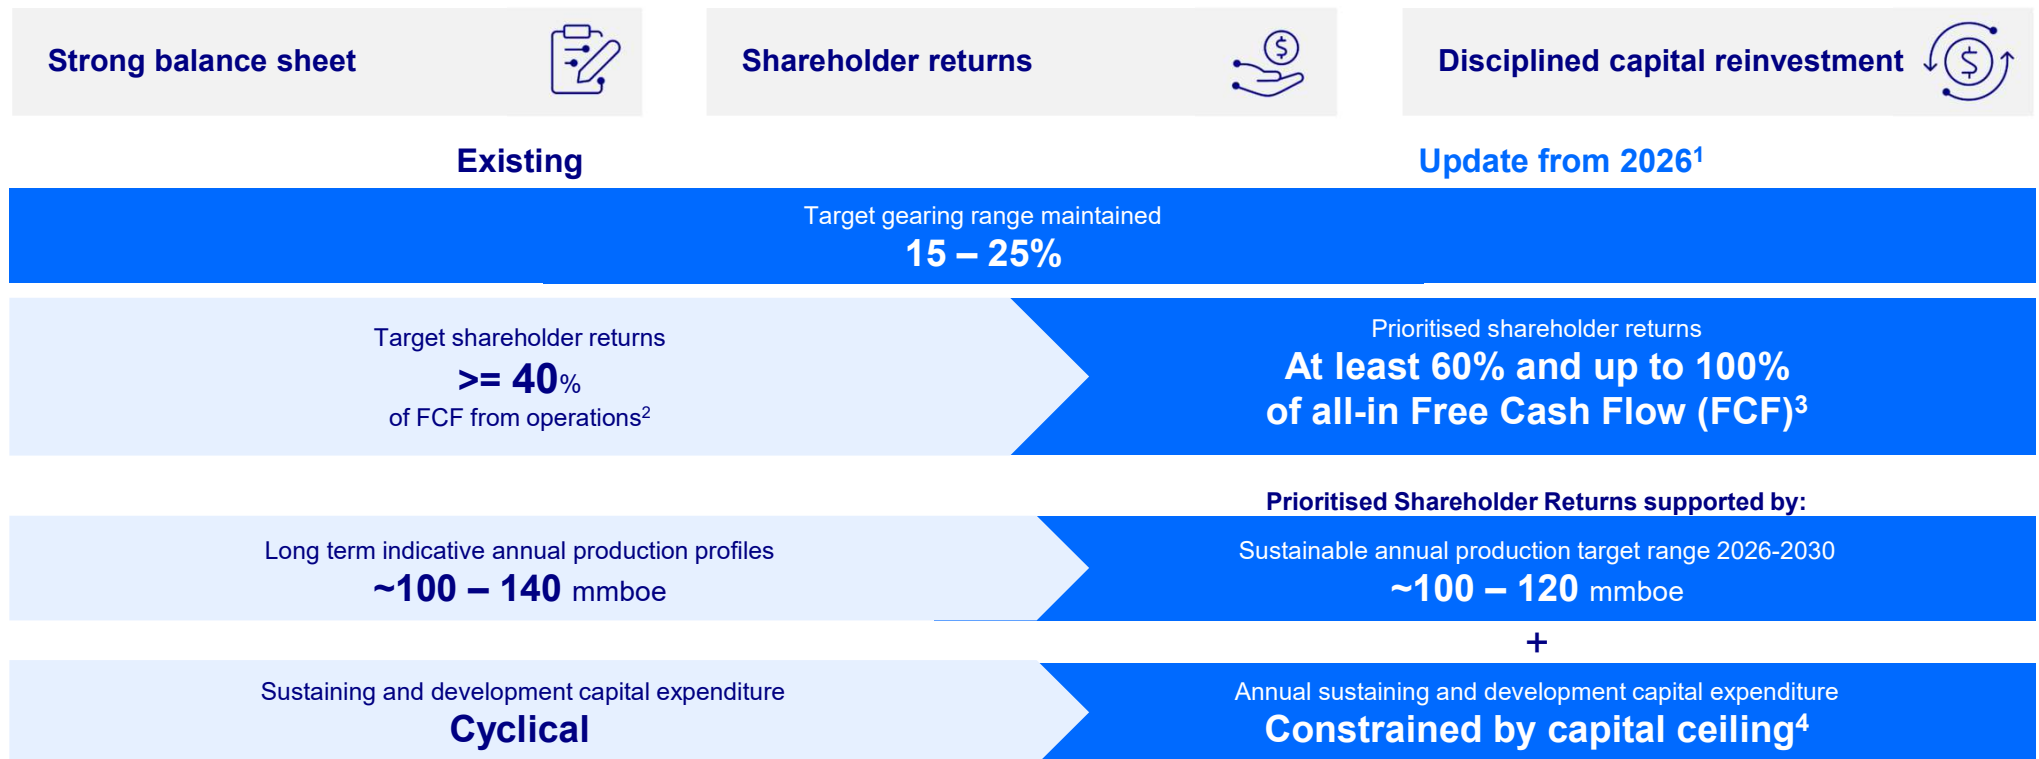 Strong balance sheet
Shareholder returns
Disciplined capital reinvestment
Existing
Update from 2026¹
Target gearing range maintained
15 – 25%
Target shareholder returns
>= 40%
of FCF from operations²
Prioritised shareholder returns
At least 60% and up to 100%
of all-in Free Cash Flow (FCF)³
Prioritised Shareholder Returns supported by:
Long term indicative annual production profiles
~100 – 140 mmboe
Sustainable annual production target range 2026-2030
~100 – 120 mmboe
+
Sustaining and development capital expenditure
Cyclical
Annual sustaining and development capital expenditure
Constrained by capital ceiling⁴